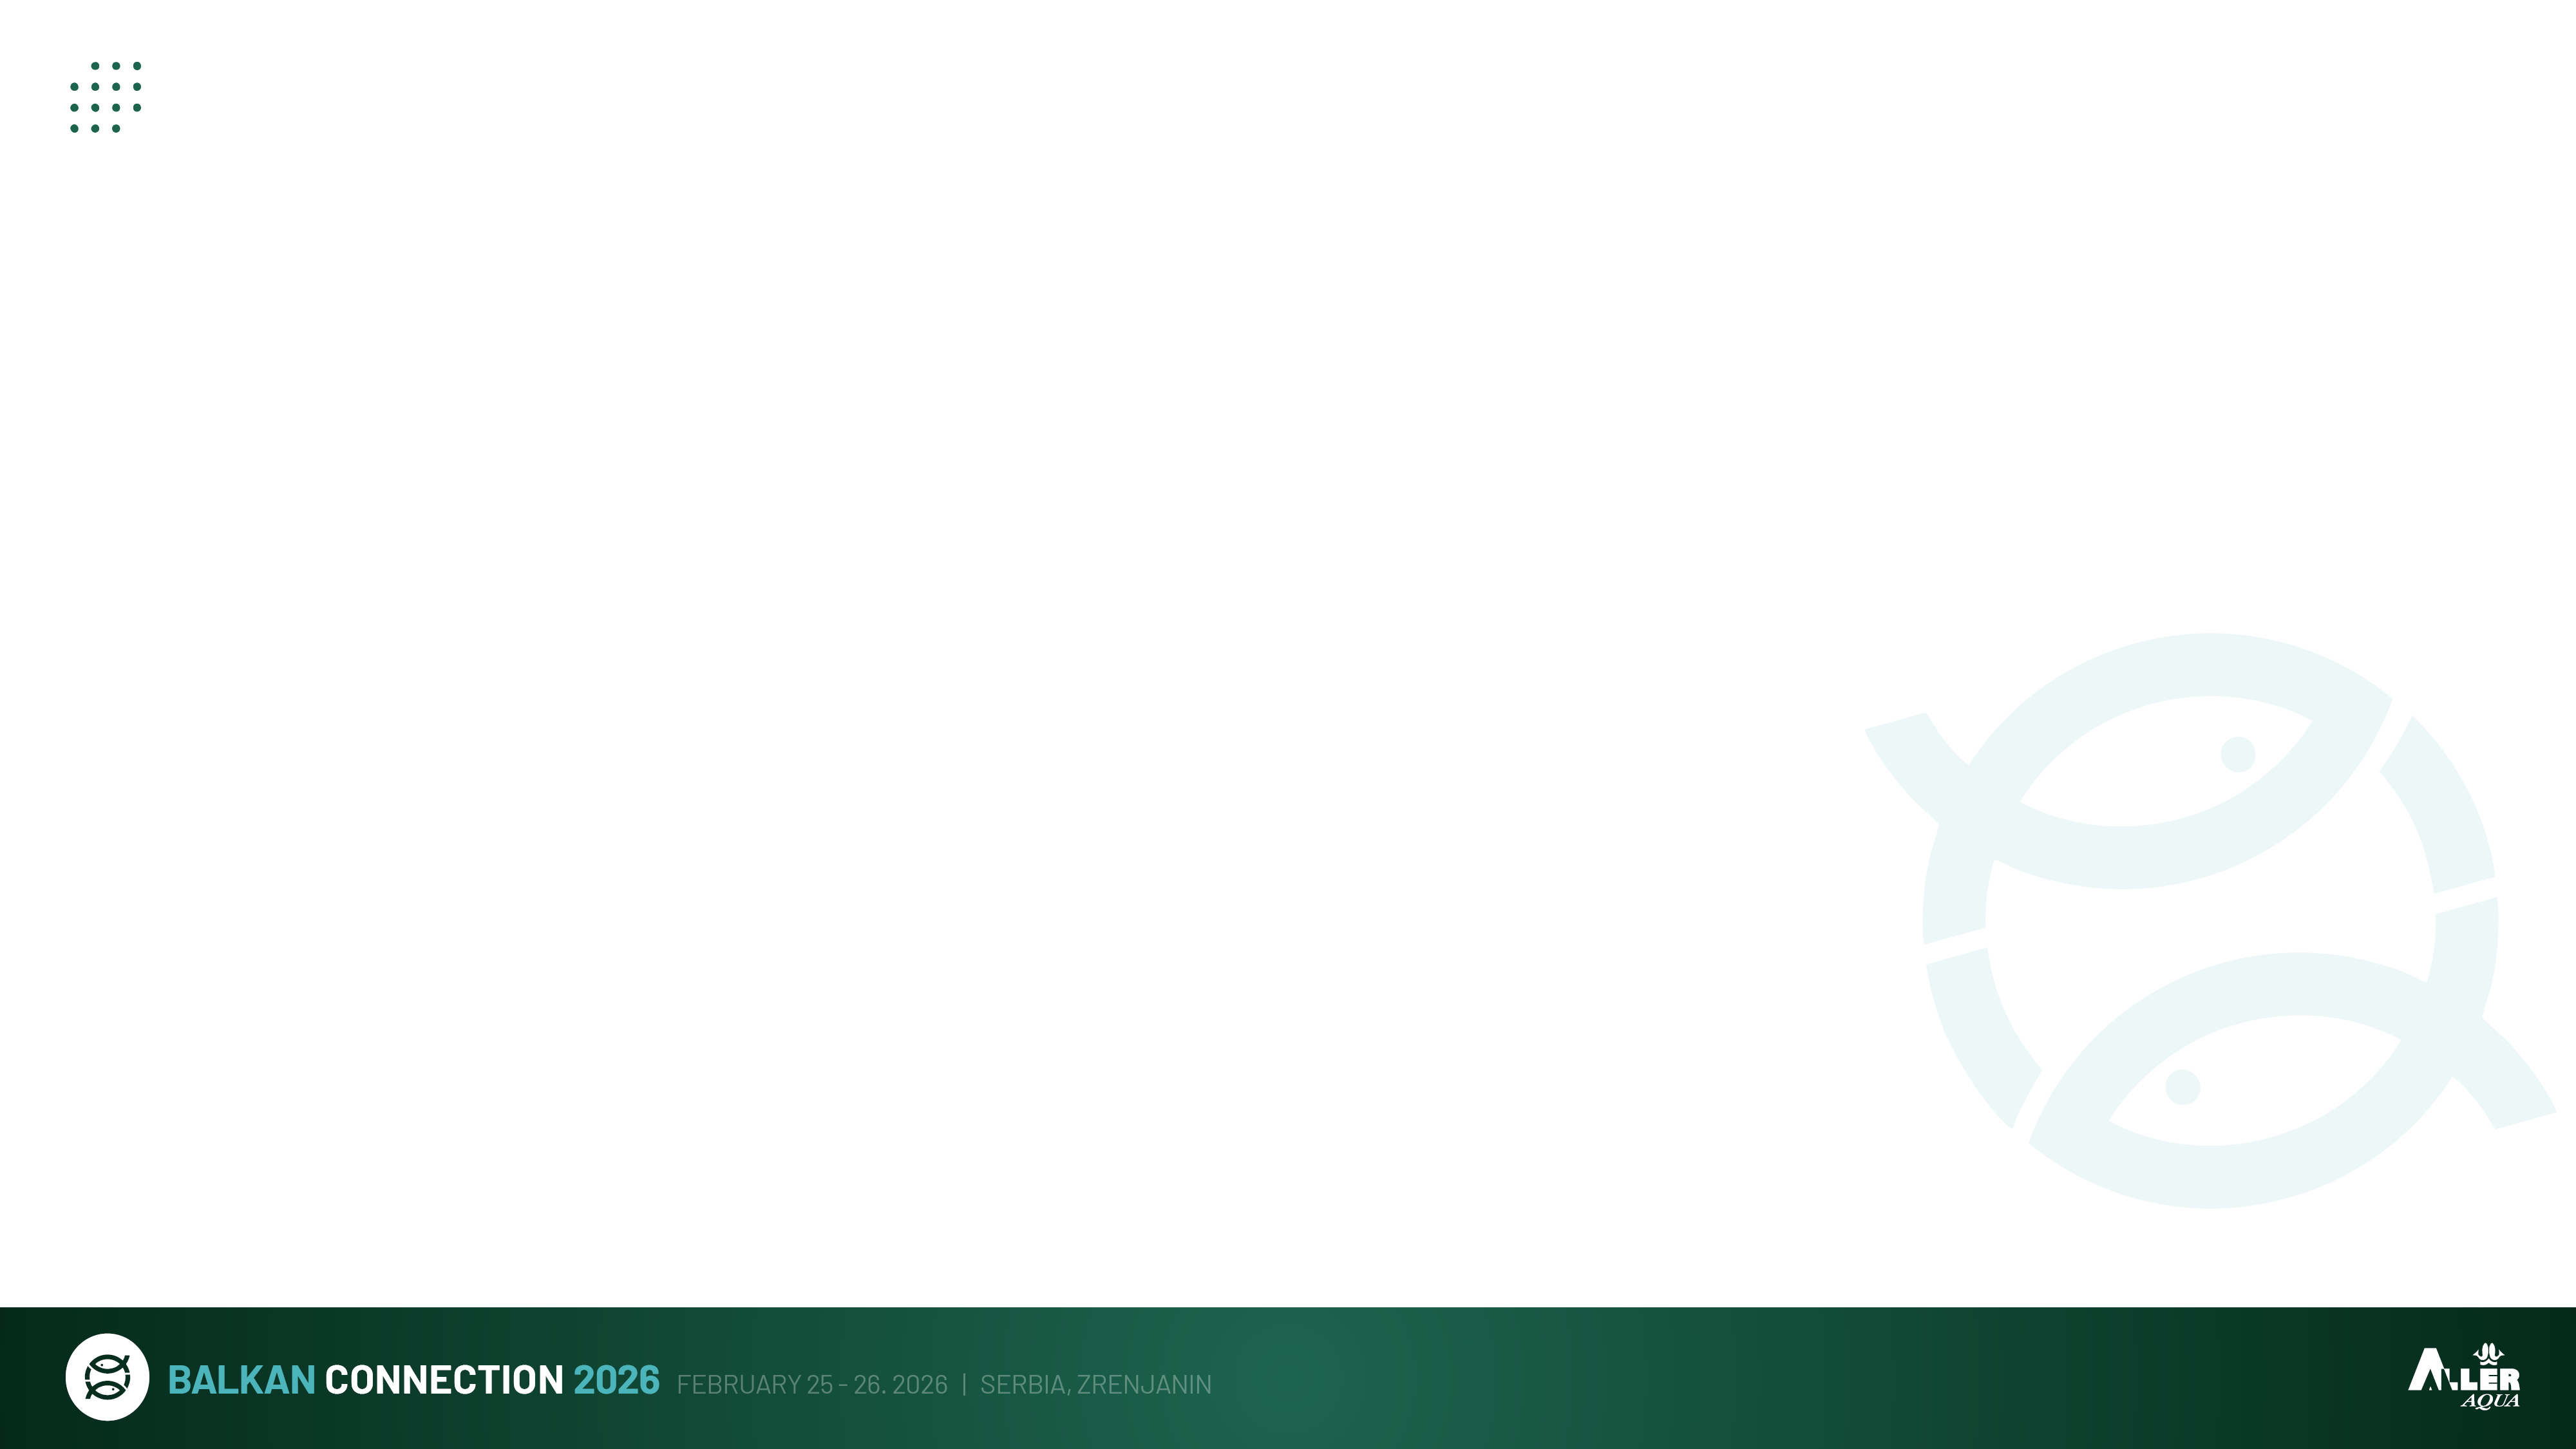 BALKAN CONNECTION 2026 FEBRUARY 25 - 26. 2026 | SERBIA, ZRENJANIN
ALLER
AQUA